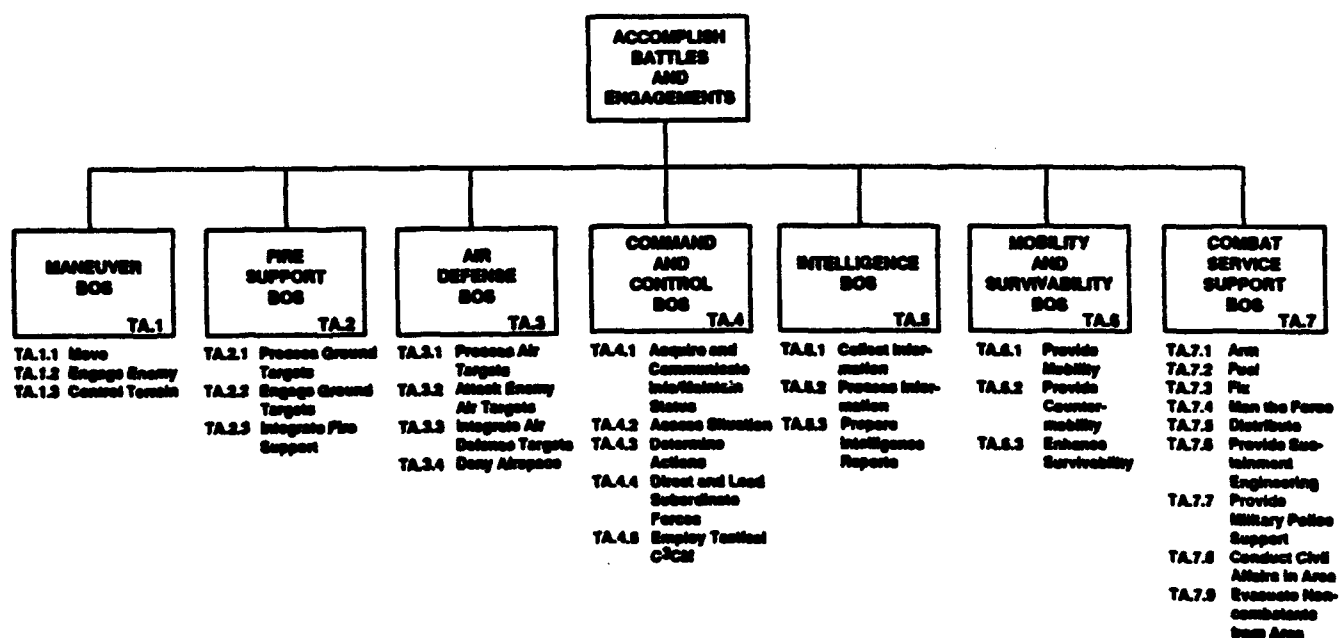 ACCOMPLISH
BATTLES
AND
ENGAGEMENTS
MANEUVER
BOS
TA.1
TA.1.1 Move
TA.1.2 Engage Enemy
TA.1.3 Control Terrain
FIRE
SUPPORT
BOS
TA.2
TA.2.1 Process Ground
Targets
TA.2.2 Engage Ground
Targets
TA.2.3 Integrate Fire
Support
AIR
DEFENSE
BOS
TA.3
TA.3.1 Process Air
Targets
TA.3.2 Attack Enemy
Air Targets
TA.3.3 Integrate Air
Defense Targets
TA.3.4 Deny Airspace
COMMAND
AND
CONTROL
BOS
TA.4
TA.4.1 Acquire and
Communicate
Info/Maintain
Status
TA.4.2 Assess Situation
TA.4.3 Determine
Actions
TA.4.4 Direct and Lead
Subordinate
Forces
TA.4.5 Employ Tactical
C³CM
INTELLIGENCE
BOS
TA.5
TA.5.1 Collect Infor-
mation
TA.5.2 Process Infor-
mation
TA.5.3 Prepare
Intelligence
Reports
MOBILITY
AND
SURVIVABILITY
BOS
TA.6
TA.6.1 Provide
Mobility
TA.6.2 Provide
Counter-
mobility
TA.6.3 Enhance
Survivability
COMBAT
SERVICE
SUPPORT
BOS
TA.7
TA.7.1 Arm
TA.7.2 Fuel
TA.7.3 Fix
TA.7.4 Man the Force
TA.7.5 Distribute
TA.7.6 Provide Sus-
tainment
Engineering
TA.7.7 Provide
Military Police
Support
TA.7.8 Conduct Civil
Affairs in Area
TA.7.9 Evacuate Non-
combatants
from Area